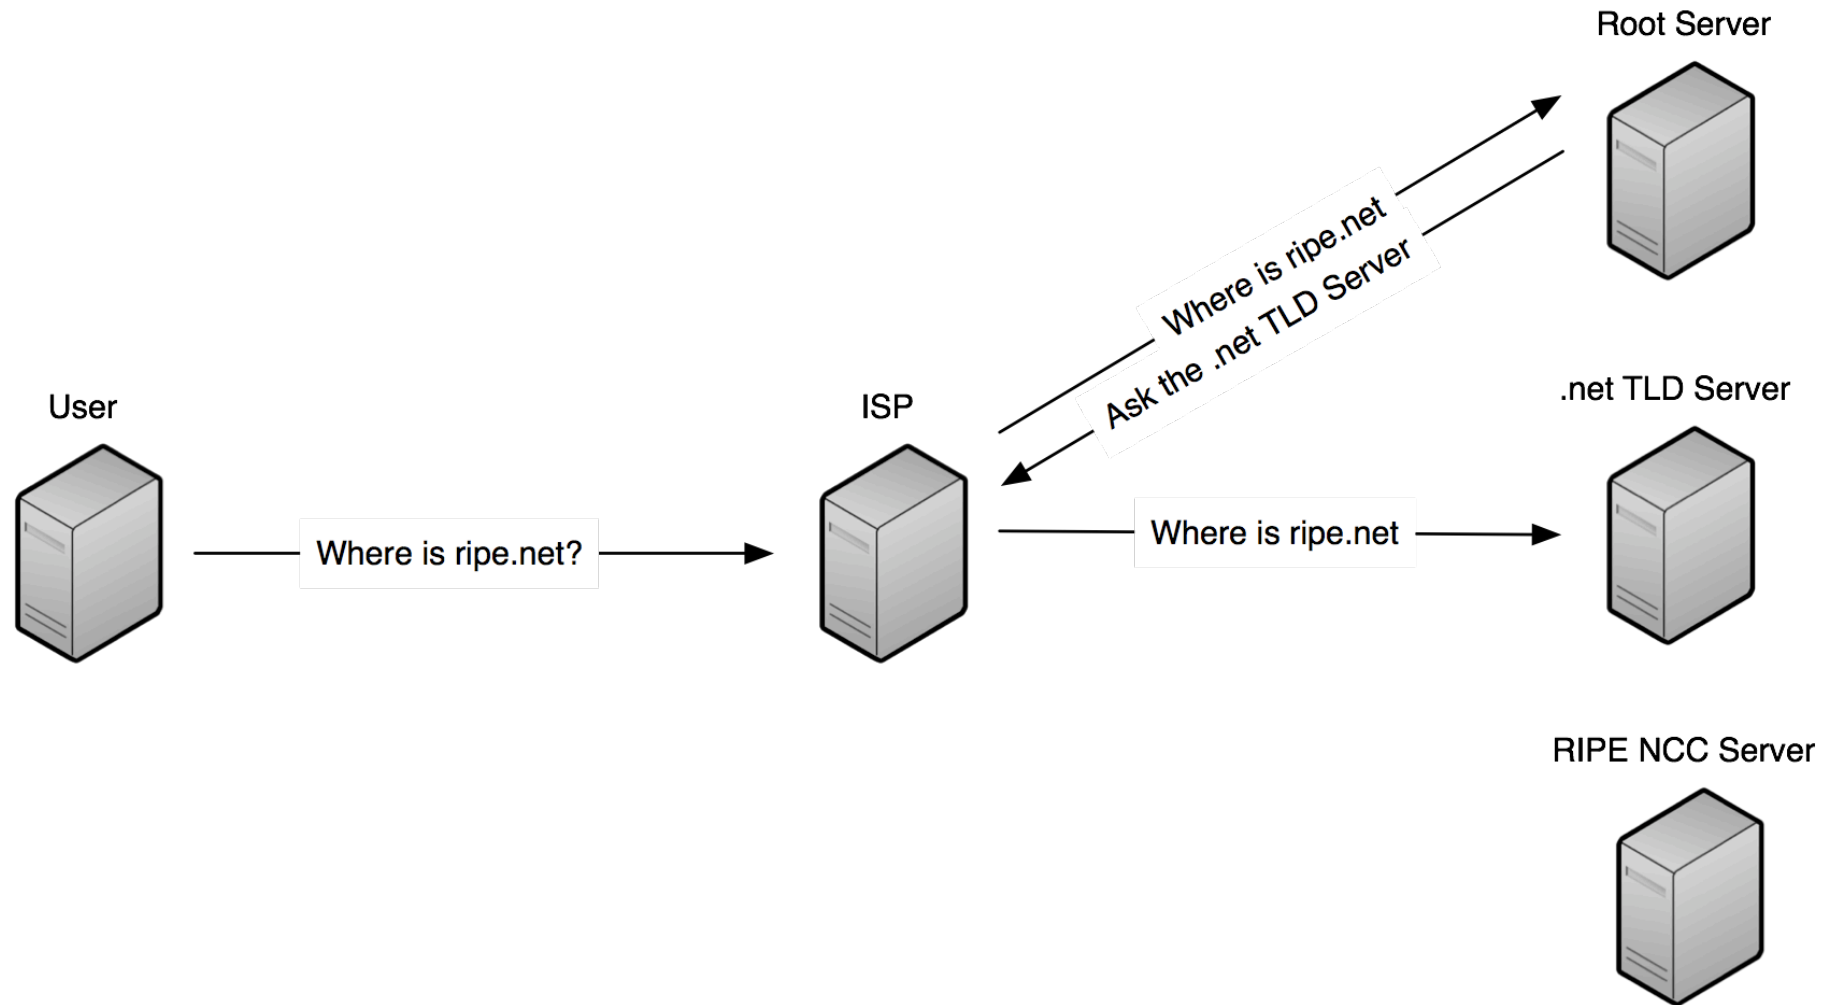 Root Server
Where is ripe.net
Ask the .net TLD Server
.net TLD Server
User
ISP
Where is ripe.net?
Where is ripe.net
RIPE NCC Server